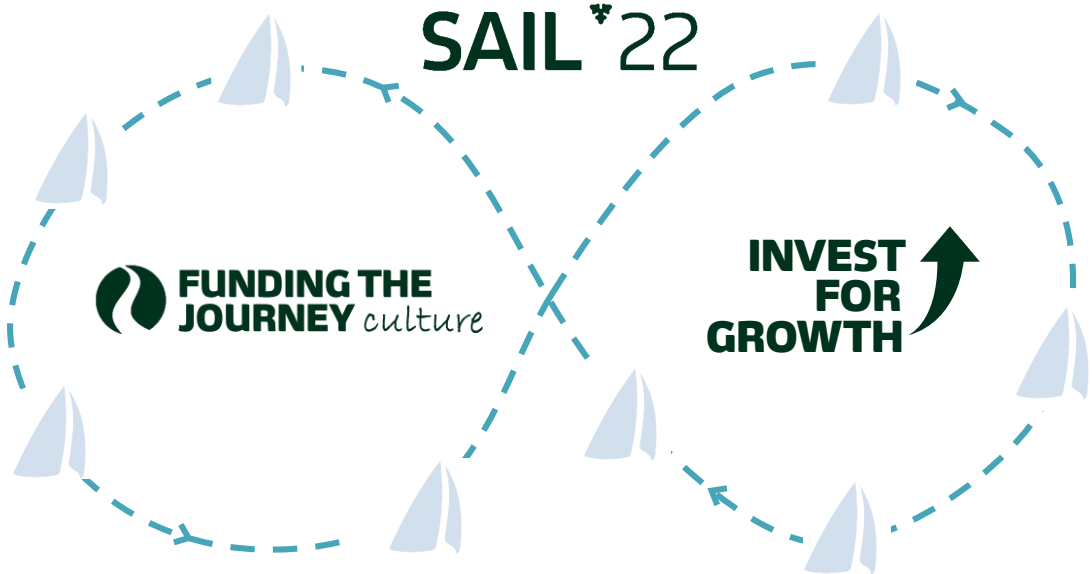 SAIL '22
FUNDING THE
JOURNEY culture
INVEST
FOR
GROWTH